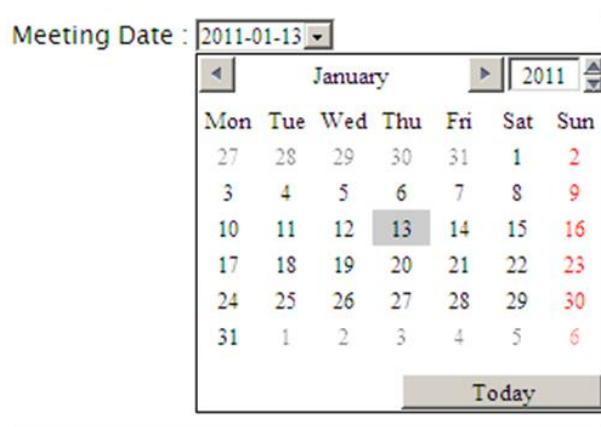 Meeting Date : 2011-01-13
January 2011
Mon Tue Wed Thu Fri Sat Sun
27 28 29 30 31 1 2
3 4 5 6 7 8 9
10 11 12 13 14 15 16
17 18 19 20 21 22 23
24 25 26 27 28 29 30
31 1 2 3 4 5 6
Today